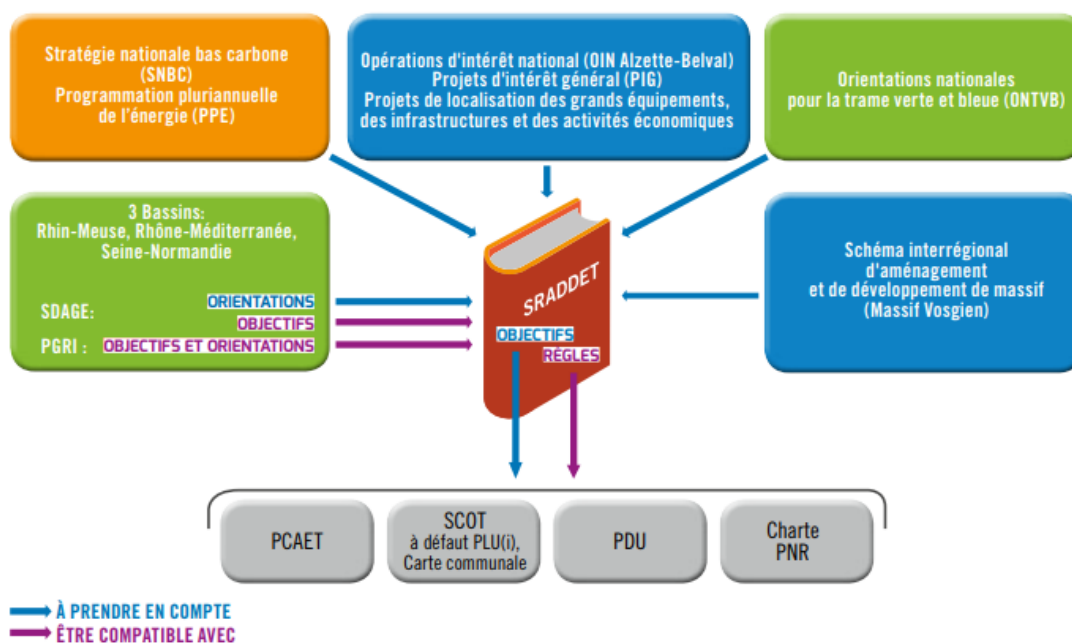 Stratégie nationale bas carbone
(SNBC)
Programmation pluriannuelle
de l'énergie (PPE)
Opérations d'intérêt national (OIN Alzette-Belval)
Projets d'intérêt général (PIG)
Projets de localisation des grands équipements,
des infrastructures et des activités économiques
Orientations nationales
pour la trame verte et bleue (ONTVB)
3 Bassins:
Rhin-Meuse, Rhône-Méditerranée,
Seine-Normandie
SDAGE: ORIENTATIONS
OBJECTIFS
PGRI : OBJECTIFS ET ORIENTATIONS
SRADDET
OBJECTIFS
RÈGLES
Schéma interrégional
d'aménagement
et de développement de massif
(Massif Vosgien)
PCAET
SCOT
à défaut PLU(i),
Carte communale
PDU
Charte
PNR
À PRENDRE EN COMPTE
ÊTRE COMPATIBLE AVEC